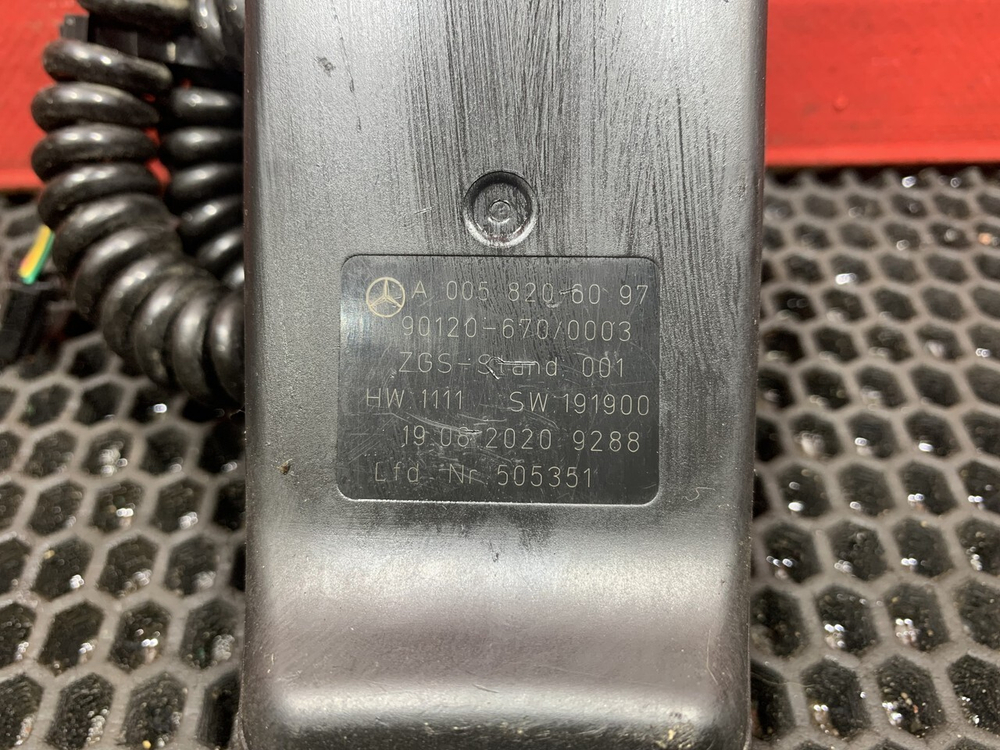 A 005 820 60 97
90120-670/0003
ZGS-Stand 001
HW.1111 SW.191900
19.08.2020 9288
Lfd. Nr.505351